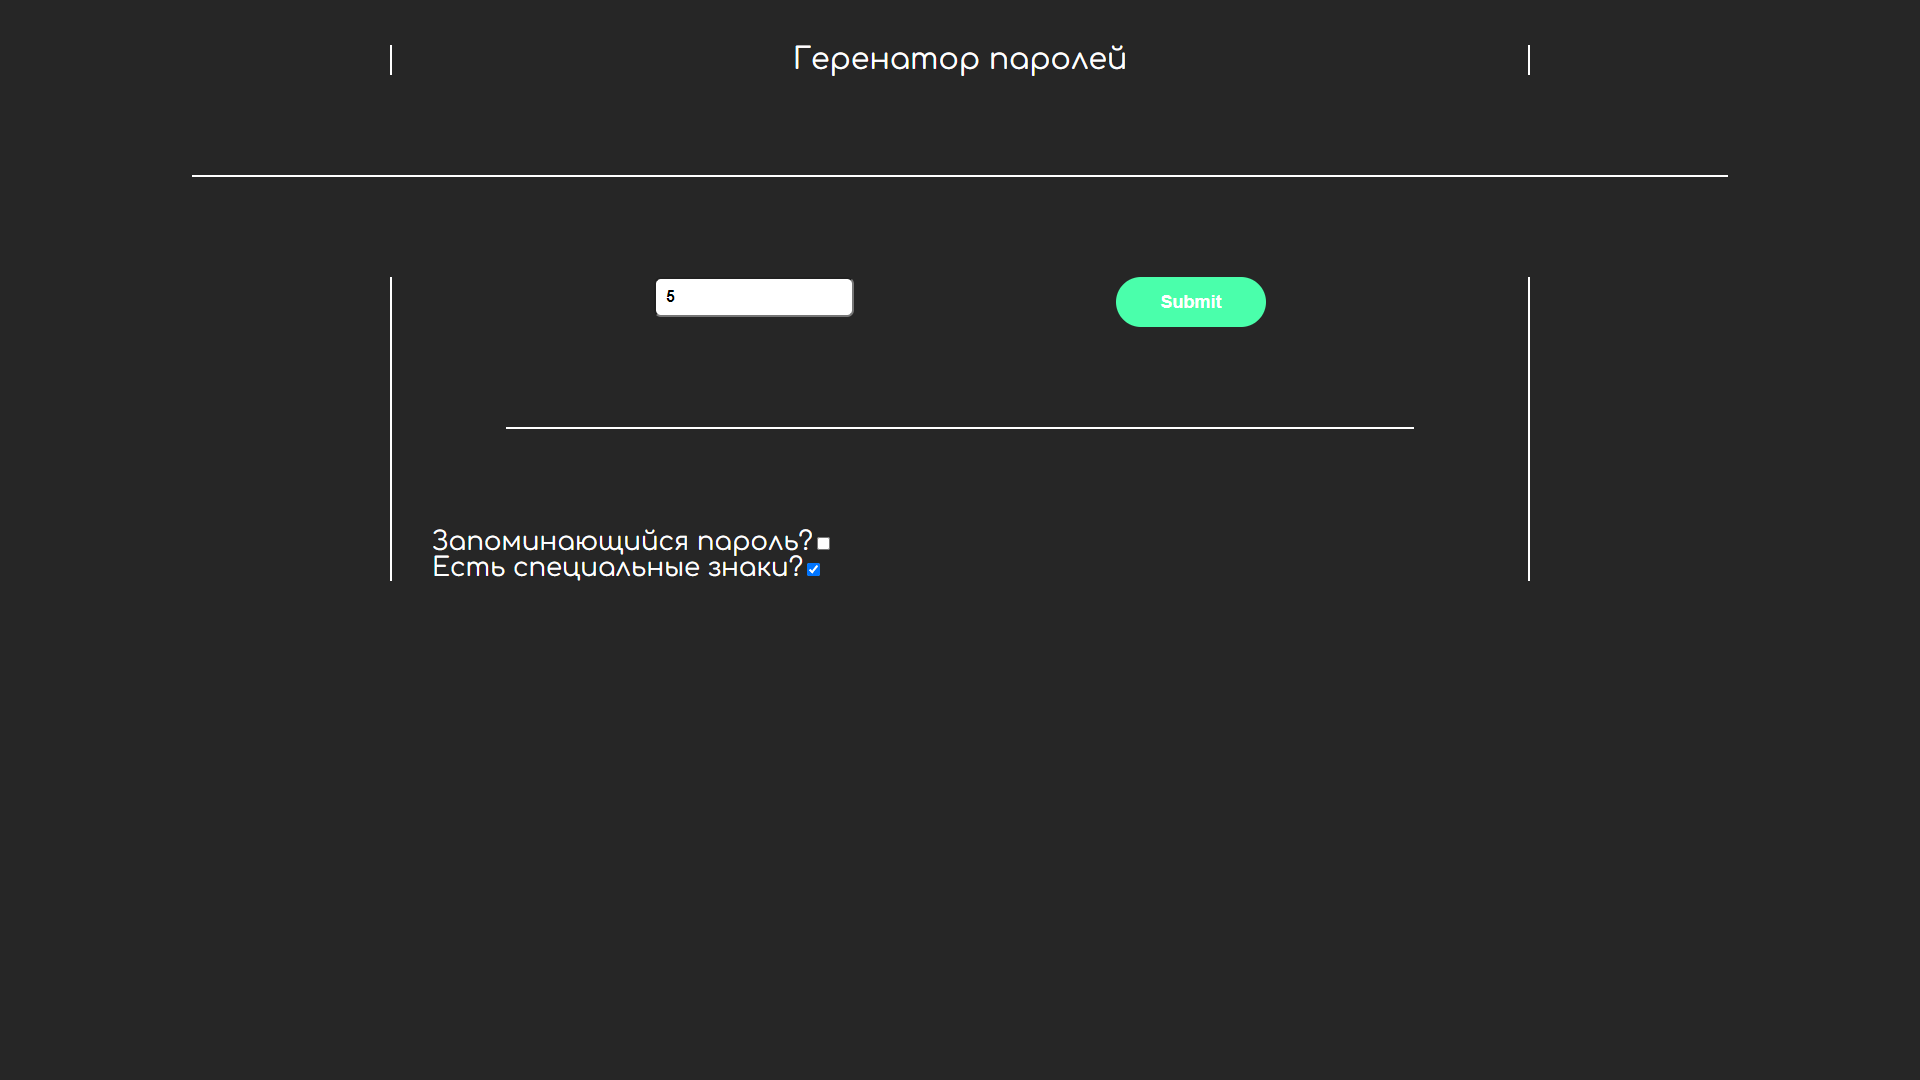 Геренатор паролей
5
Submit
Запоминающийся пароль?
Есть специальные знаки?